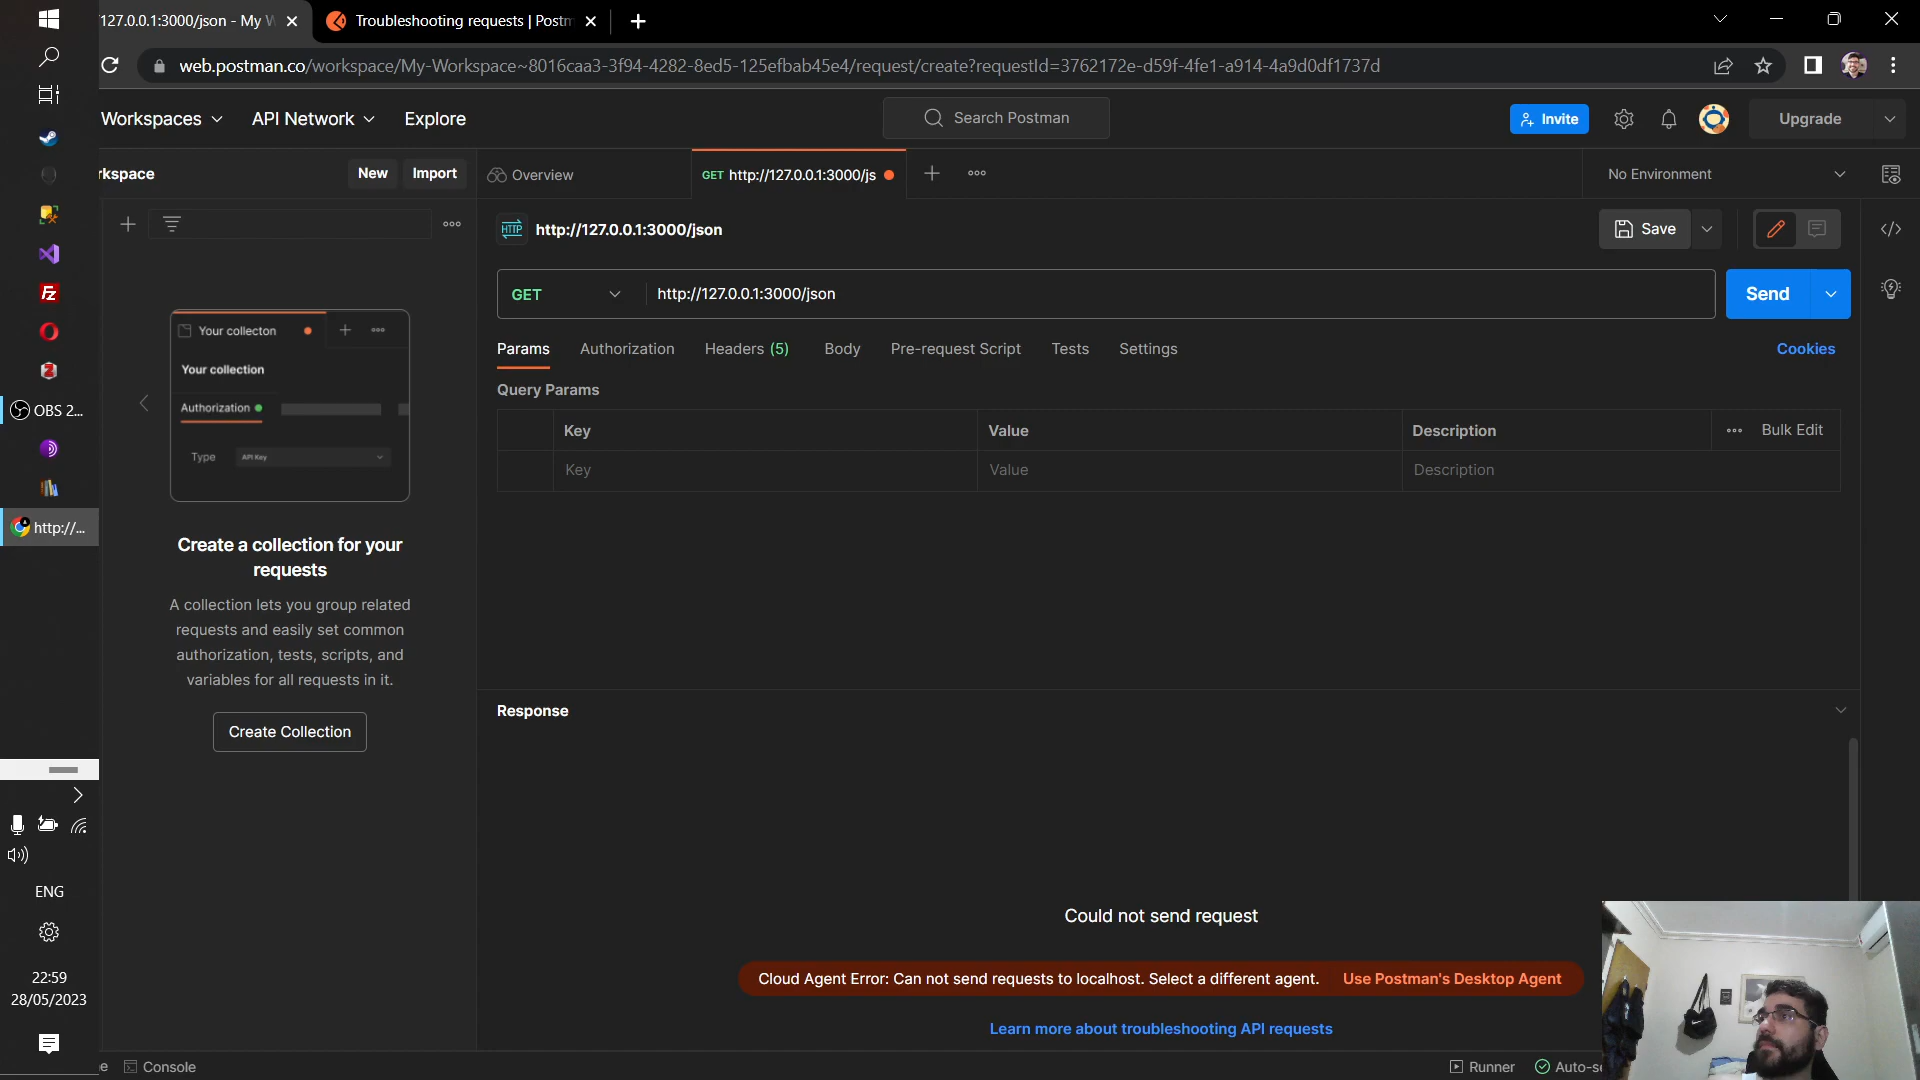 127.0.0.1:3000/json - My W
Troubleshooting requests | Postm
web.postman.co/workspace/My-Workspace~8016caa3-3f94-4282-8ed5-125efbab45e4/request/create?requestId=3762172e-d59f-4fe1-a914-4a9d0df1737d
Workspaces
API Network
Explore
Search Postman
Invite
Upgrade
rkspace
New
Import
Overview
GET http://127.0.0.1:3000/js
No Environment
HTTP
http://127.0.0.1:3000/json
Save
GET
http://127.0.0.1:3000/json
Send
Params
Authorization
Headers (5)
Body
Pre-request Script
Tests
Settings
Cookies
Query Params
Key
Value
Description
Bulk Edit
Key
Value
Description
Your collecton
Your collection
Authorization
Type
API Key
Create a collection for your
requests
A collection lets you group related
requests and easily set common
authorization, tests, scripts, and
variables for all requests in it.
Create Collection
Response
Could not send request
Cloud Agent Error: Can not send requests to localhost. Select a different agent.
Use Postman's Desktop Agent
Learn more about troubleshooting API requests
e
Console
Runner
Auto-se
OBS 2...
http://...
ENG
22:59
28/05/2023